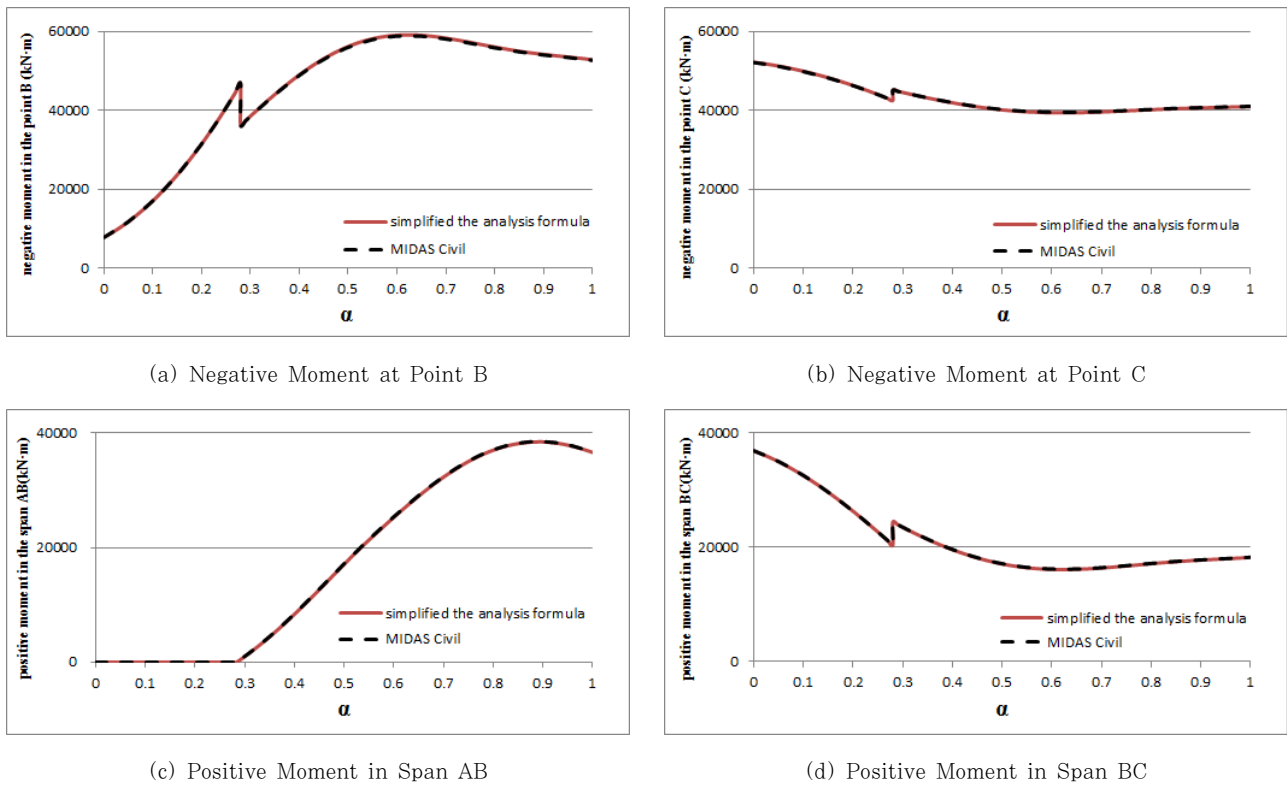 negative moment in the point B (kN·m)
60000
40000
20000
0
0 0.1 0.2 0.3 0.4 0.5 0.6 0.7 0.8 0.9 1
α
simplified the analysis formula
MIDAS Civil
(a) Negative Moment at Point B
negative moment in the point C (kN·m)
60000
40000
20000
0
0 0.1 0.2 0.3 0.4 0.5 0.6 0.7 0.8 0.9 1
α
simplified the analysis formula
MIDAS Civil
(b) Negative Moment at Point C
positive moment in the span AB(kN·m)
40000
20000
0
0 0.1 0.2 0.3 0.4 0.5 0.6 0.7 0.8 0.9 1
α
simplified the analysis formula
MIDAS Civil
(c) Positive Moment in Span AB
positive moment in the span BC(kN·m)
40000
20000
0
0 0.1 0.2 0.3 0.4 0.5 0.6 0.7 0.8 0.9 1
α
simplified the analysis formula
MIDAS Civil
(d) Positive Moment in Span BC